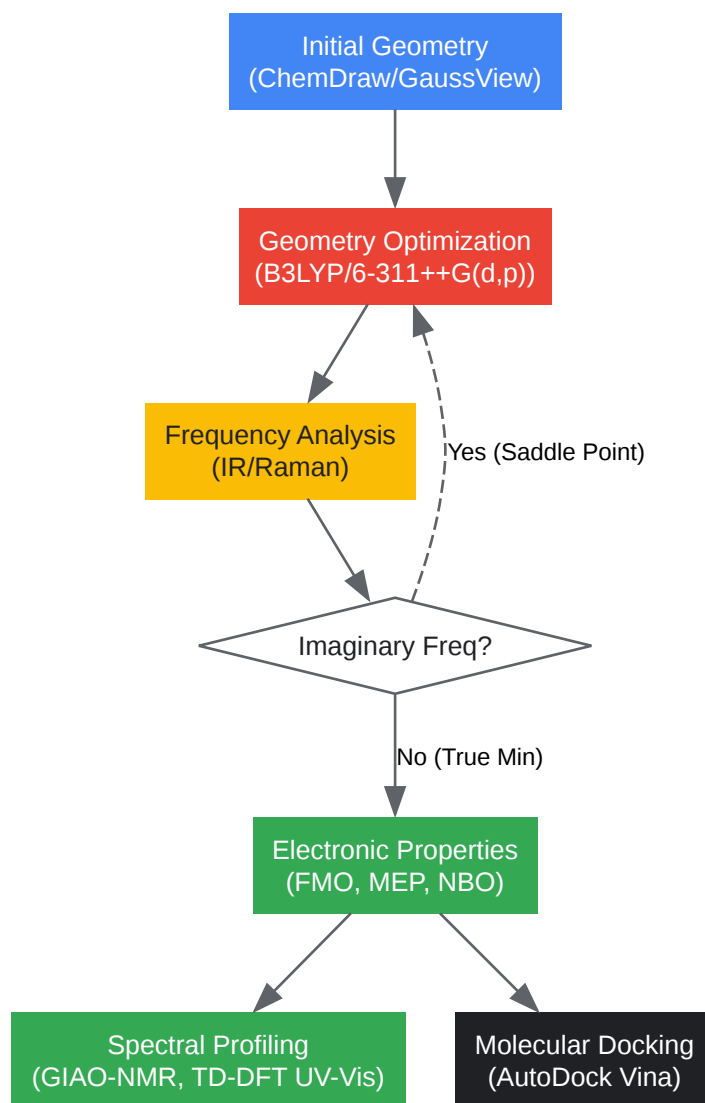 Initial Geometry
(ChemDraw/GaussView)
Geometry Optimization
(B3LYP/6-311++G(d,p))
Frequency Analysis
(IR/Raman)
Yes (Saddle Point)
Imaginary Freq?
No (True Min)
Electronic Properties
(FMO, MEP, NBO)
Spectral Profiling
(GIAO-NMR, TD-DFT UV-Vis)
Molecular Docking
(AutoDock Vina)